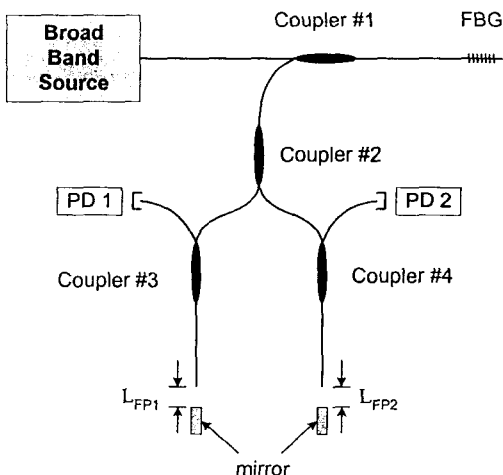 Coupler #1
FBG
Broad
Band
Source
Coupler #2
PD 1
PD 2
Coupler #3
Coupler #4
LFP1
LFP2
mirror